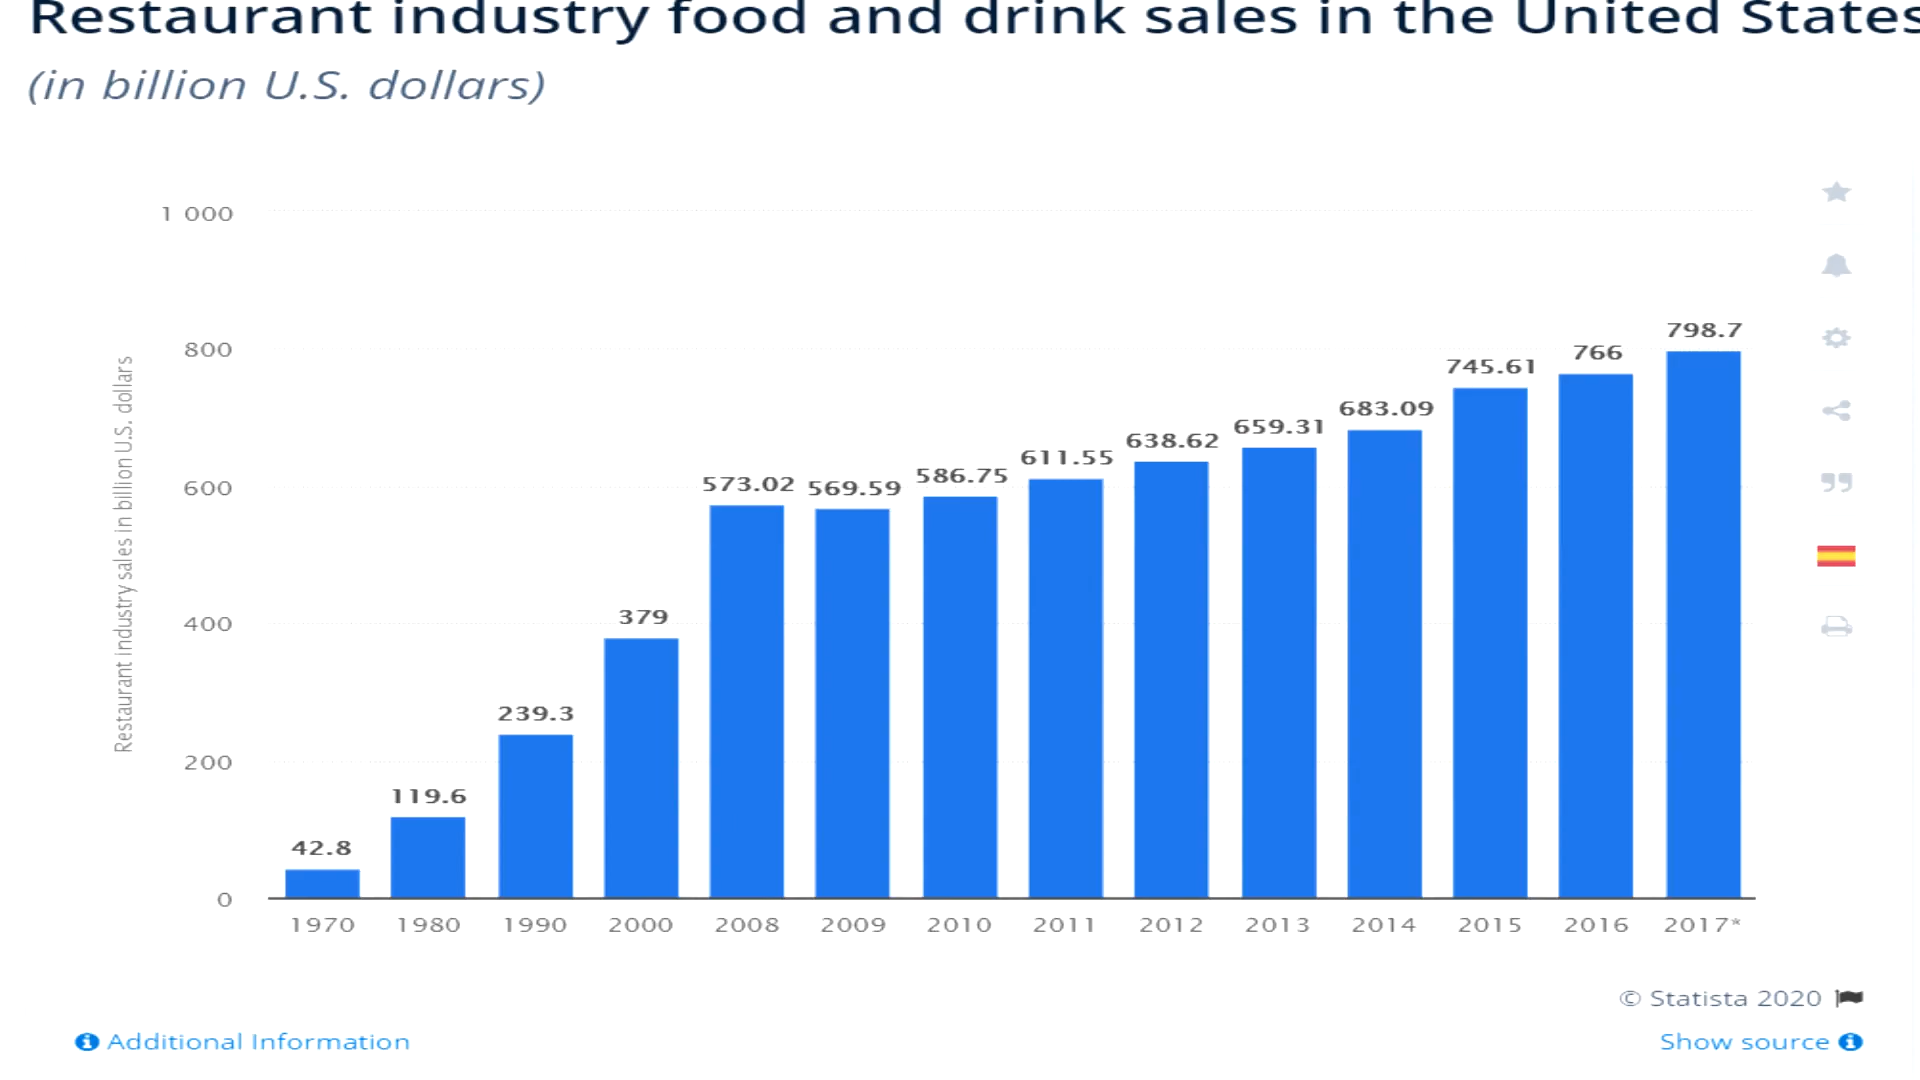 Restaurant industry food and drink sales in the United States
(in billion U.S. dollars)
Restaurant industry sales in billion U.S. dollars
1 000
800
600
400
200
0
42.8
119.6
239.3
379
573.02
569.59
586.75
611.55
638.62
659.31
683.09
745.61
766
798.7
1970 1980 1990 2000 2008 2009 2010 2011 2012 2013 2014 2015 2016 2017*
© Statista 2020
Additional Information
Show source